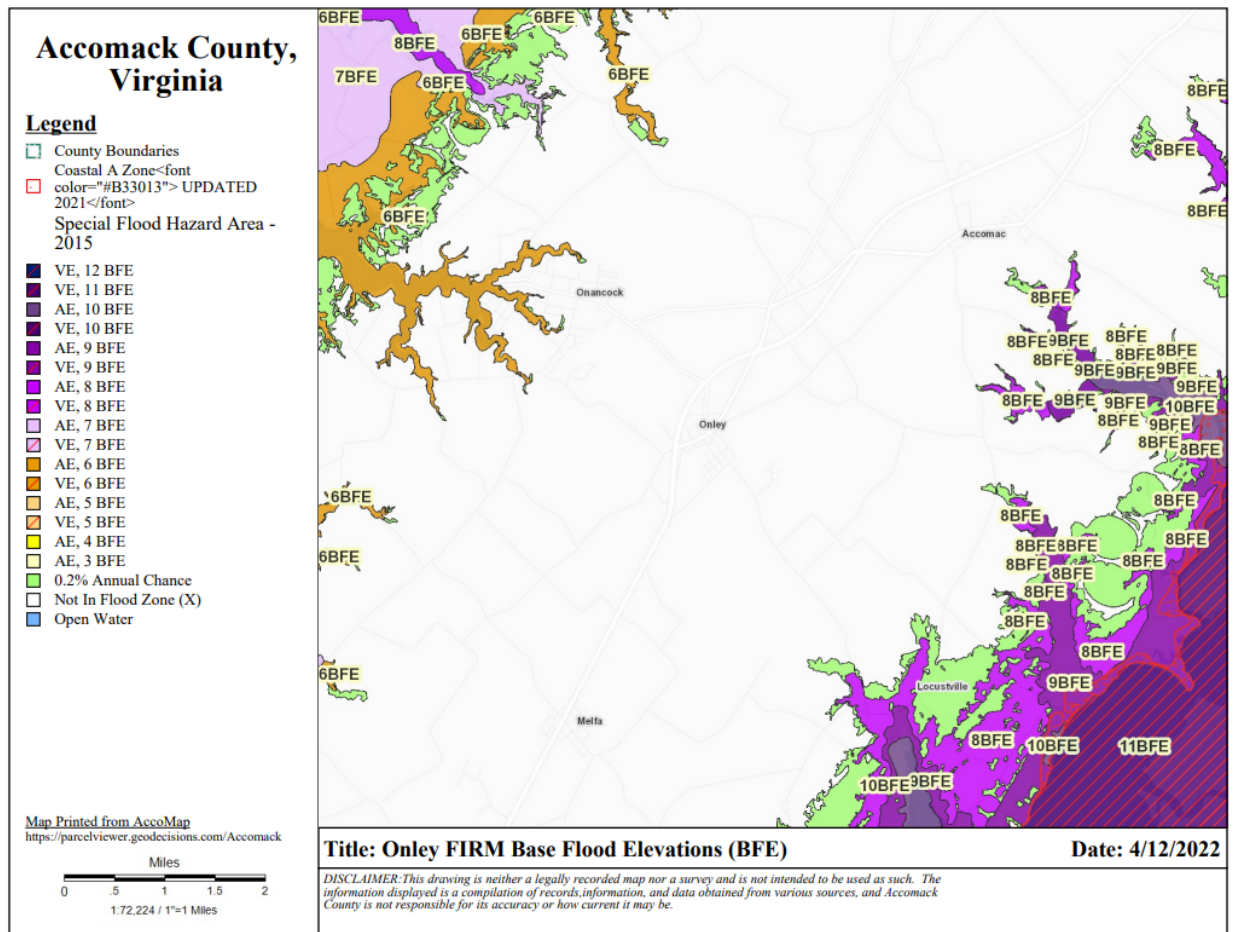 Accomack County,
Virginia
Legend
County Boundaries
Coastal A Zone<font
color="#B33013"> UPDATED
2021</font>
Special Flood Hazard Area -
2015
VE, 12 BFE
VE, 11 BFE
AE, 10 BFE
VE, 10 BFE
AE, 9 BFE
VE, 9 BFE
AE, 8 BFE
VE, 8 BFE
AE, 7 BFE
VE, 7 BFE
AE, 6 BFE
VE, 6 BFE
AE, 5 BFE
VE, 5 BFE
AE, 4 BFE
AE, 3 BFE
0.2% Annual Chance
Not In Flood Zone (X)
Open Water
Map Printed from AccoMap
https://parcelviewer.geodecisions.com/Accomack
Miles
0 .5 1 1.5 2
1:72,224 / 1"=1 Miles
6BFE
6BFE
6BFE
8BFE
7BFE
6BFE
6BFE
8BFE
8BFE
6BFE
8BFE
Accomac
Onancock
8BFE
8BFE
9BFE
8BFE
8BFE
8BFE
8BFE
9BFE
9BFE
9BFE
9BFE
8BFE
9BFE
9BFE
10BFE
8BFE
9BFE
Onley
8BFE
8BFE
6BFE
8BFE
8BFE
8BFE
6BFE
8BFE
8BFE
8BFE
8BFE
8BFE
8BFE
8BFE
8BFE
6BFE
9BFE
Locustville
Melfa
8BFE
10BFE
11BFE
10BFE
9BFE
Title: Onley FIRM Base Flood Elevations (BFE)
Date: 4/12/2022
DISCLAIMER:This drawing is neither a legally recorded map nor a survey and is not intended to be used as such. The
information displayed is a compilation of records,information, and data obtained from various sources, and Accomack
County is not responsible for its accuracy or how current it may be.